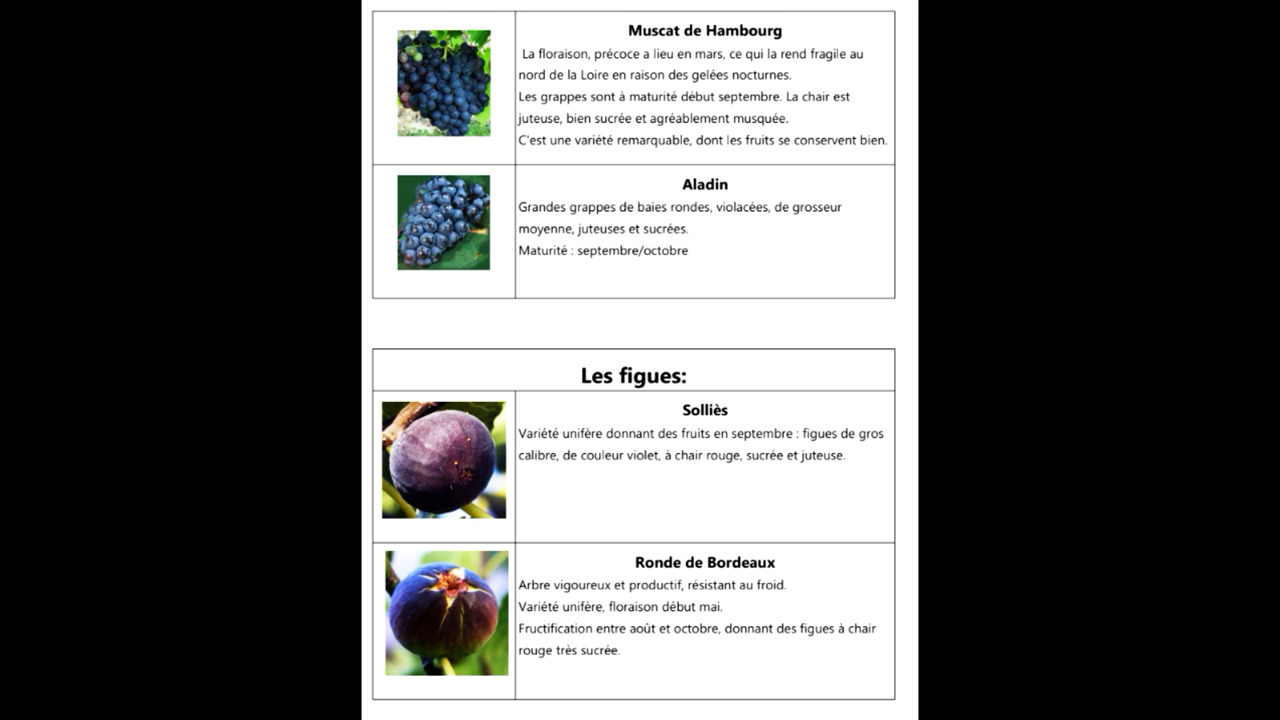 Muscat de Hambourg
La floraison, précoce a lieu en mars, ce qui la rend fragile au
nord de la Loire en raison des gelées nocturnes.
Les grappes sont à maturité début septembre. La chair est
juteuse, bien sucrée et agréablement musquée.
C'est une variété remarquable, dont les fruits se conservent bien.
Aladin
Grandes grappes de baies rondes, violacées, de grosseur
moyenne, juteuses et sucrées.
Maturité : septembre/octobre
Les figues:
Solliès
Variété unifère donnant des fruits en septembre : figues de gros
calibre, de couleur violet, à chair rouge, sucrée et juteuse.
Ronde de Bordeaux
Arbre vigoureux et productif, résistant au froid.
Variété unifère, floraison début mai.
Fructification entre août et octobre, donnant des figues à chair
rouge très sucrée.